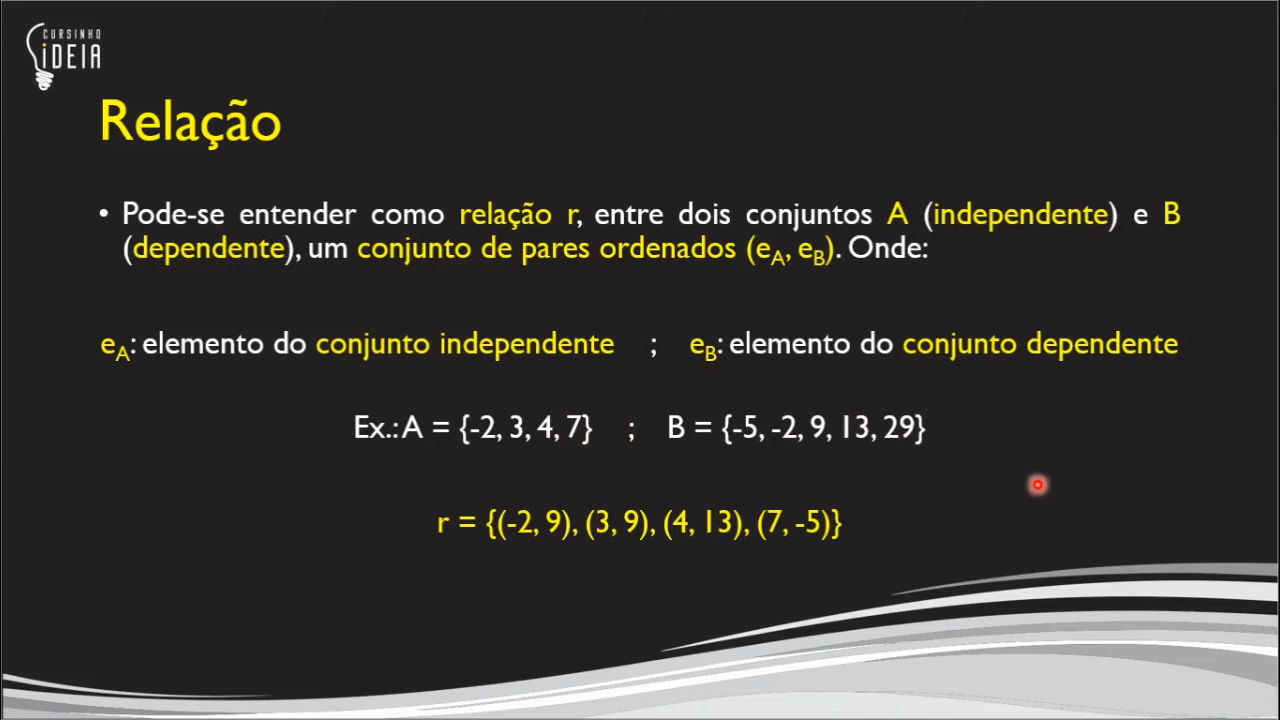 CURSINHO
iDEIA
Relação
• Pode-se entender como relação r, entre dois conjuntos A (independente) e B
(dependente), um conjunto de pares ordenados (eA, eB). Onde:
eA: elemento do conjunto independente ; eB: elemento do conjunto dependente
Ex.: A = {-2, 3, 4, 7} ; B = {-5, -2, 9, 13, 29}
r = {(-2, 9), (3, 9), (4, 13), (7, -5)}